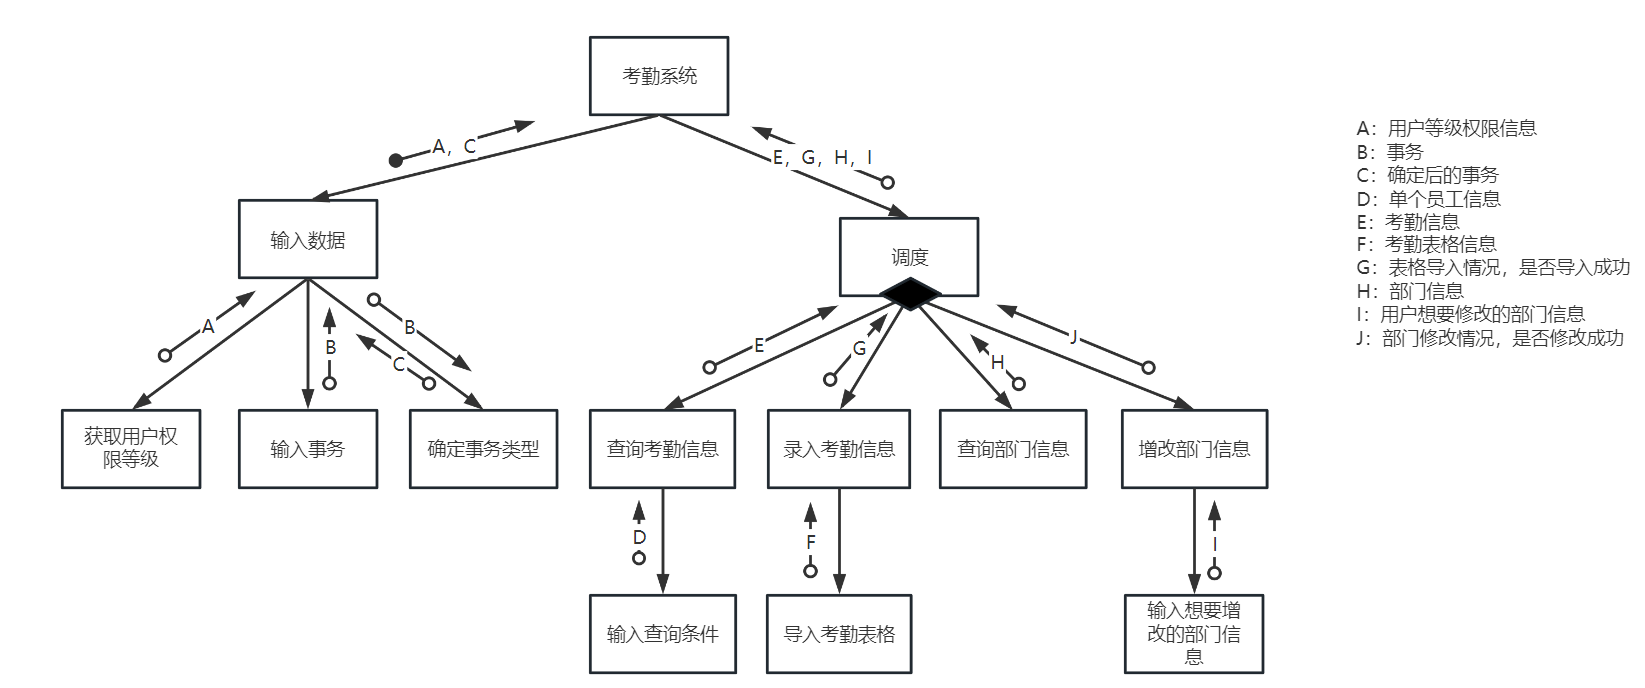 考勤系统
A，C
E，G，H，I
输入数据
调度
A
B
B
C
E
G
H
J
获取用户权
限等级
输入事务
确定事务类型
查询考勤信息
录入考勤信息
查询部门信息
增改部门信息
D
F
I
输入查询条件
导入考勤表格
输入想要增
改的部门信
息
A：用户等级权限信息
B：事务
C：确定后的事务
D：单个员工信息
E：考勤信息
F：考勤表格信息
G：表格导入情况，是否导入成功
H：部门信息
I：用户想要修改的部门信息
J：部门修改情况，是否修改成功